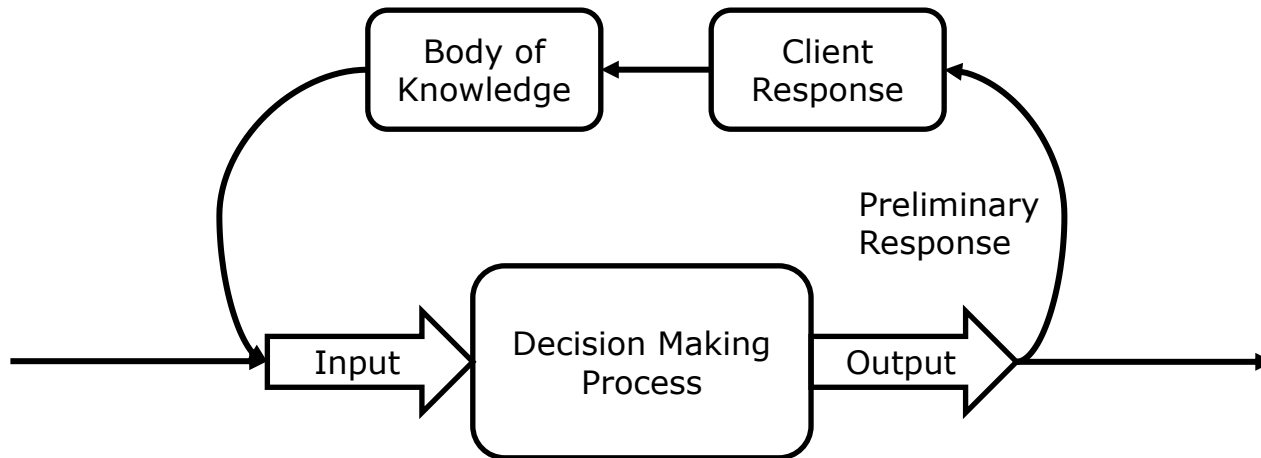 Body of
Knowledge
Client
Response
Preliminary
Response
Input
Decision Making
Process
Output